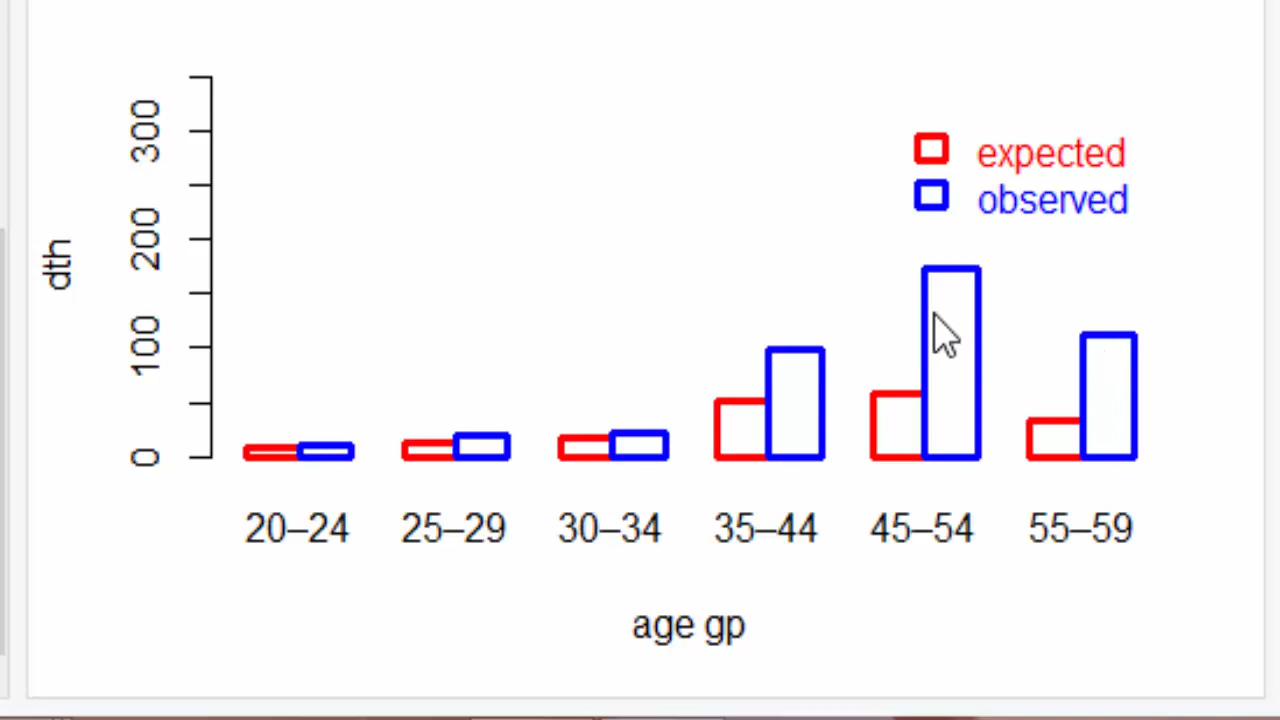 300
200
100
0
dth
expected
observed
20–24 25–29 30–34 35–44 45–54 55–59
age gp